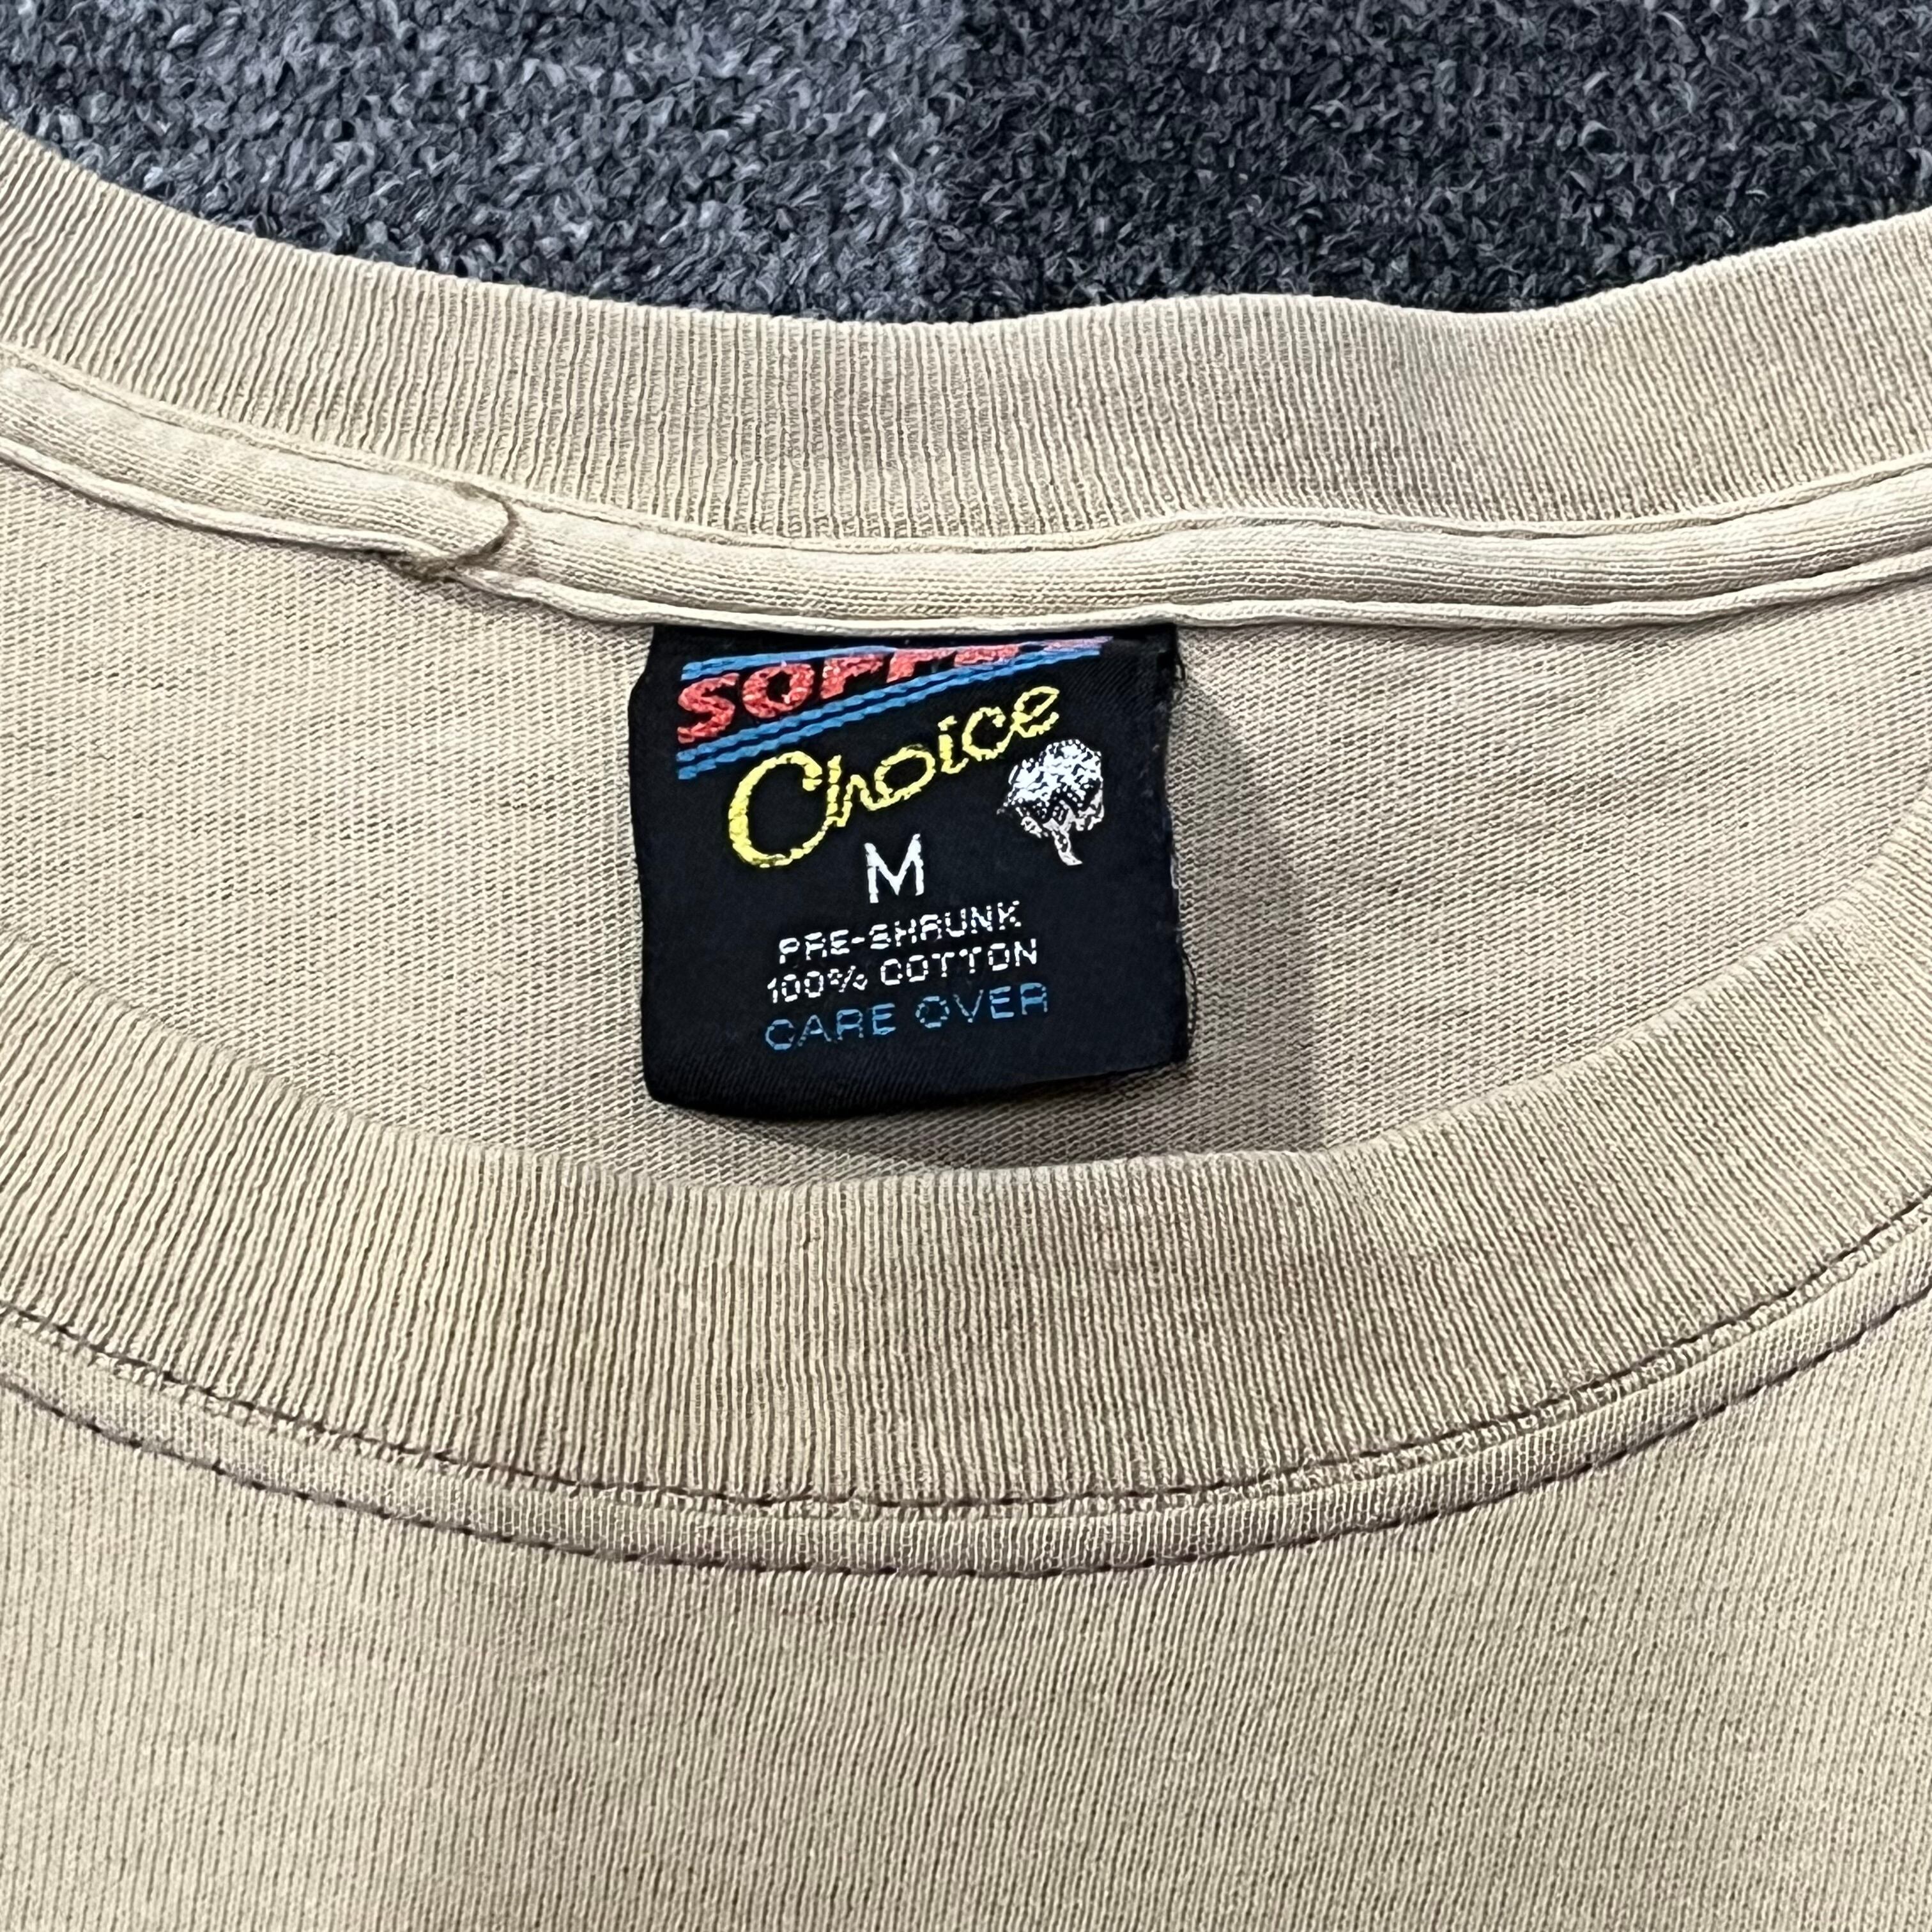 Choice
M
PRE-SHRUNK
100% COTTON
CARE OVER